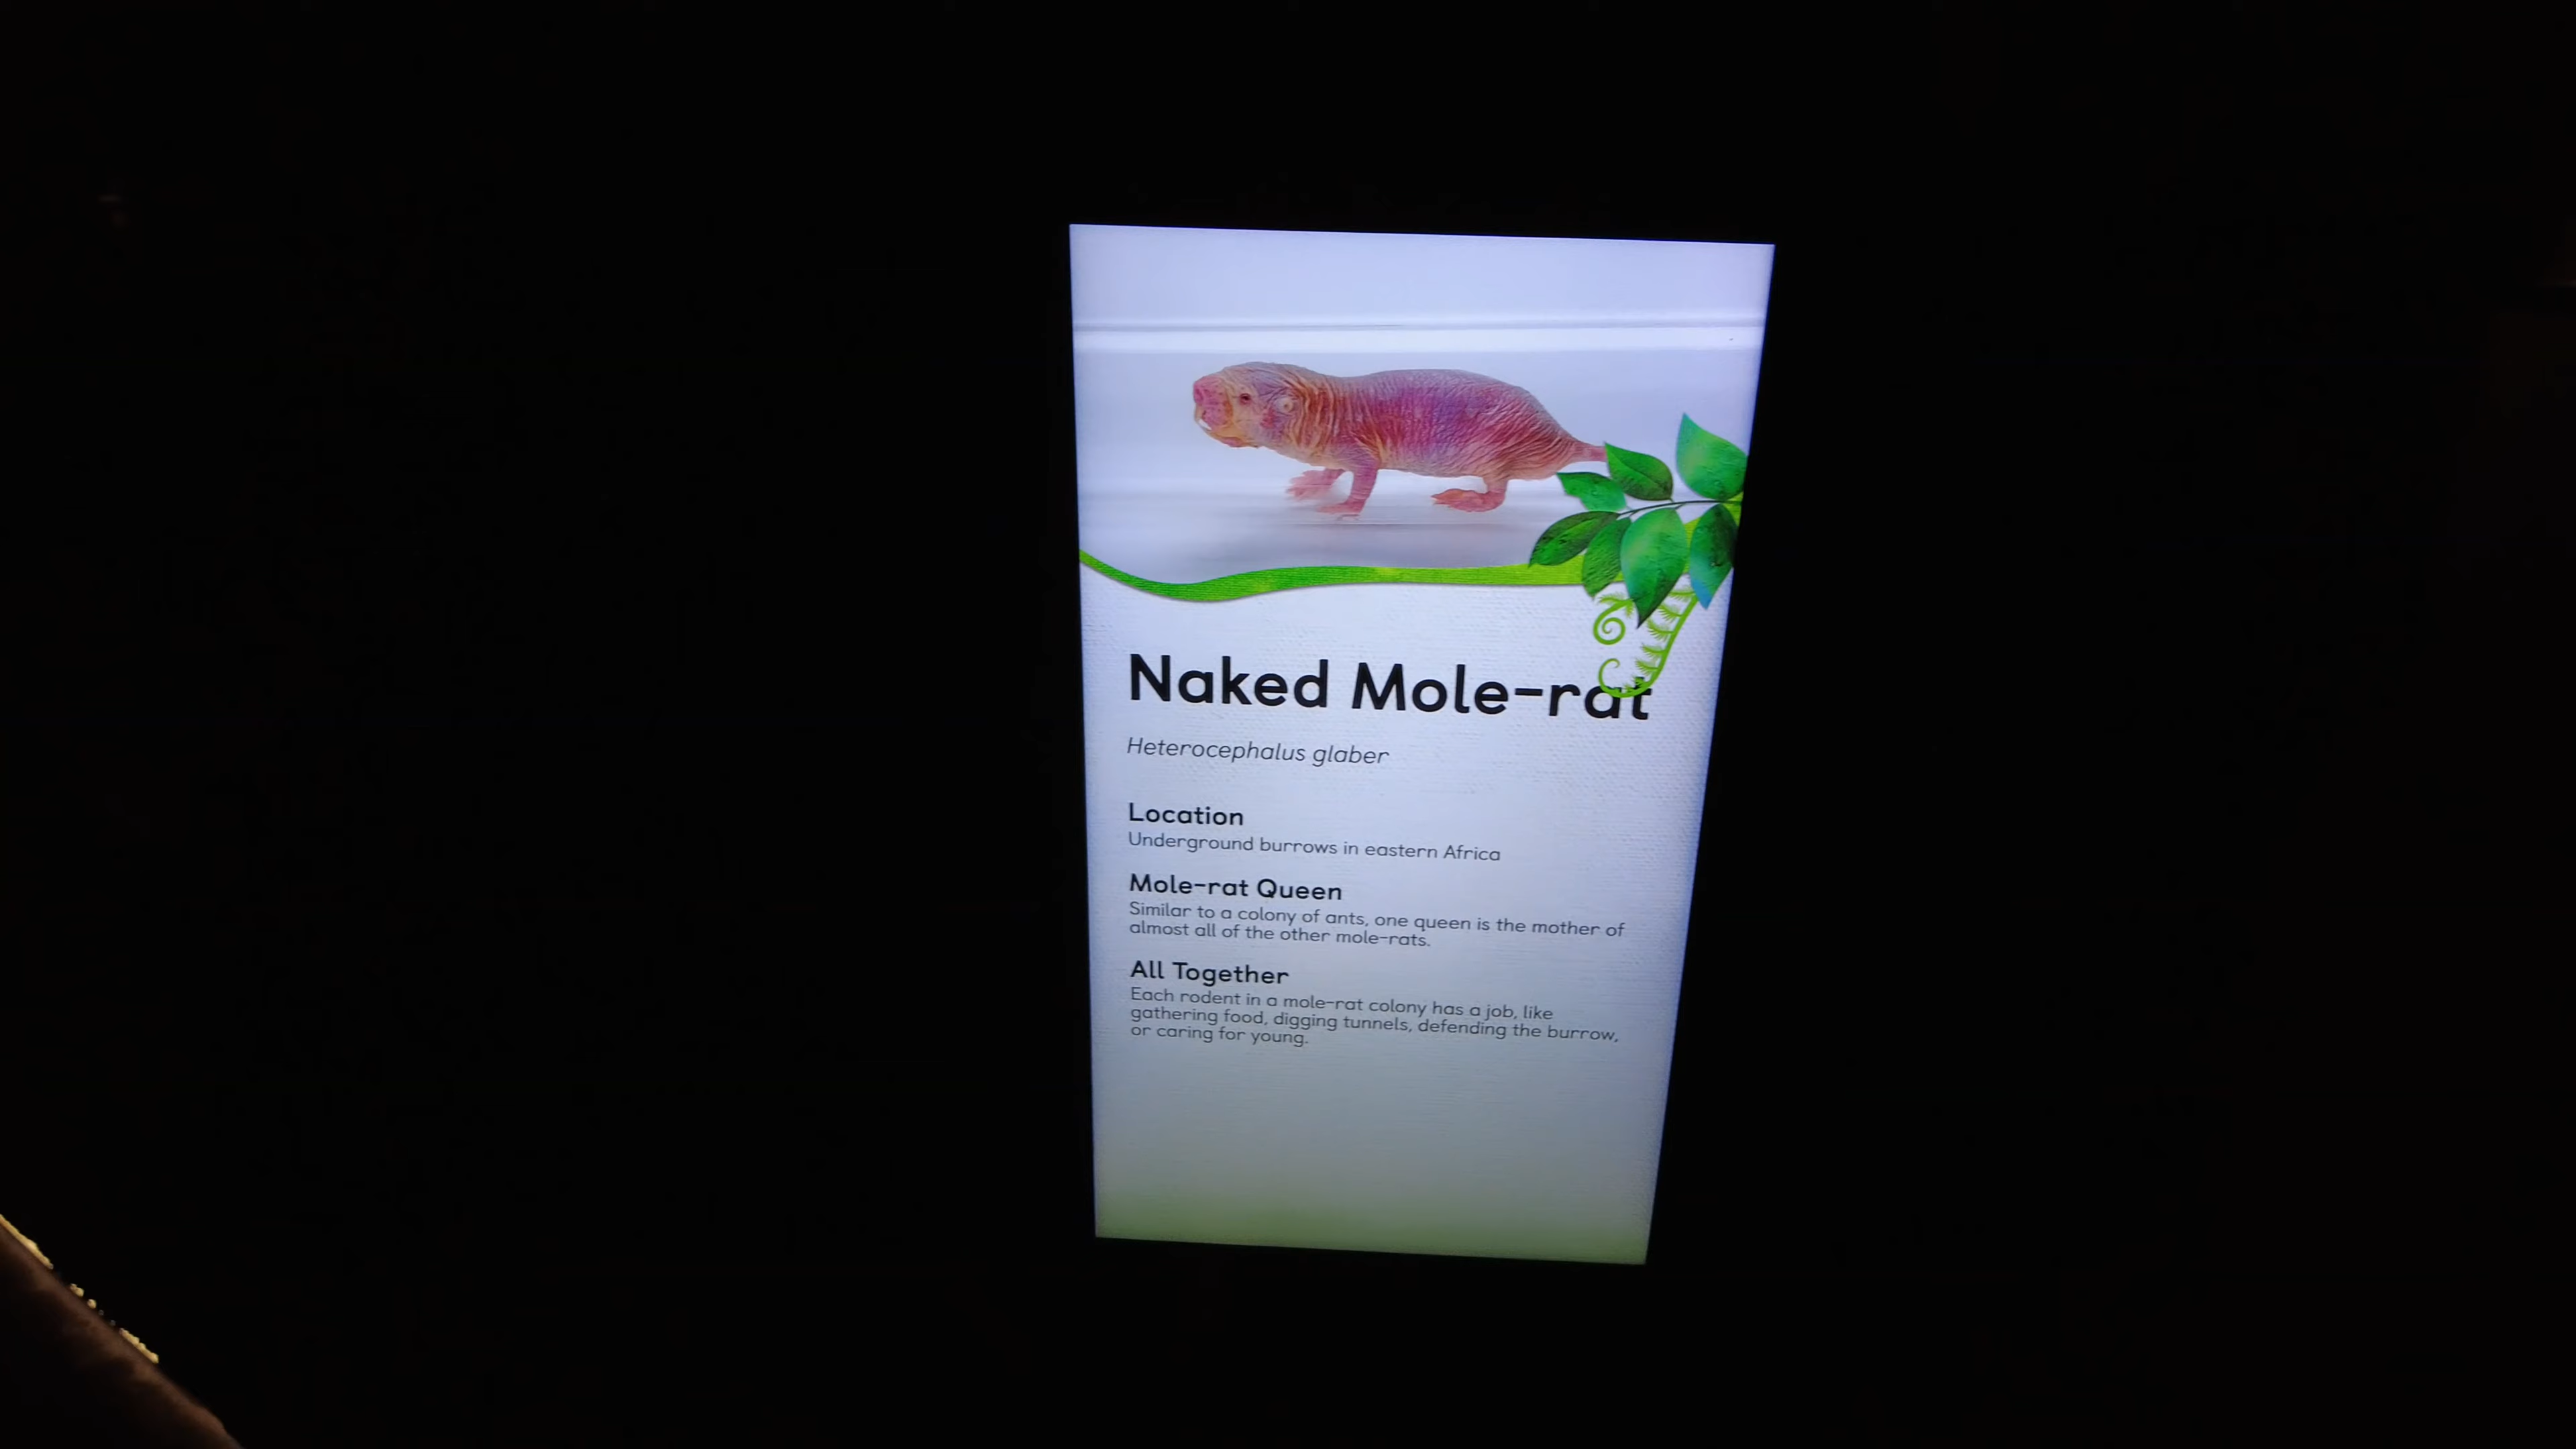 Naked Mole-rat
Heterocephalus glaber
Location
Underground burrows in eastern Africa
Mole-rat Queen
Similar to a colony of ants, one queen is the mother of
almost all of the other mole-rats.
All Together
Each rodent in a mole-rat colony has a job, like
gathering food, digging tunnels, defending the burrow,
or caring for young.